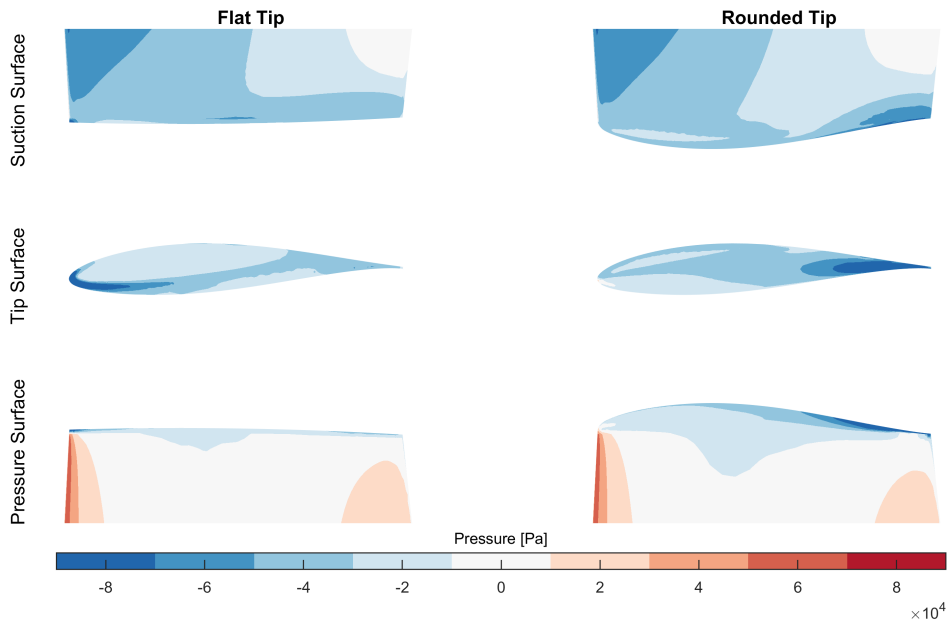 Flat Tip
Rounded Tip
Suction Surface
Tip Surface
Pressure Surface
Pressure [Pa]
-8 -6 -4 -2 0 2 4 6 8
×10⁴